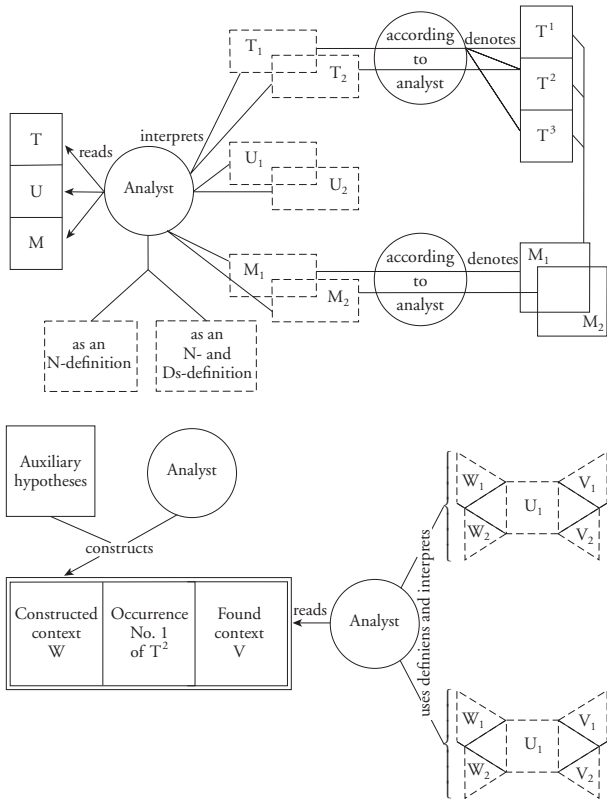 T₁
T₂
according
to
analyst
denotes
T¹
T²
T³
T
U
M
reads
interprets
Analyst
U₁
U₂
M₁
M₂
according
to
analyst
denotes
M₁
M₂
as an
N-definition
as an
N- and
Ds-definition
Auxiliary
hypotheses
Analyst
constructs
Constructed
context
W
Occurrence
No. 1
of T²
Found
context
V
reads
Analyst
uses definiens and interprets
W₁
W₂
U₁
V₁
V₂
W₁
W₂
U₁
V₁
V₂